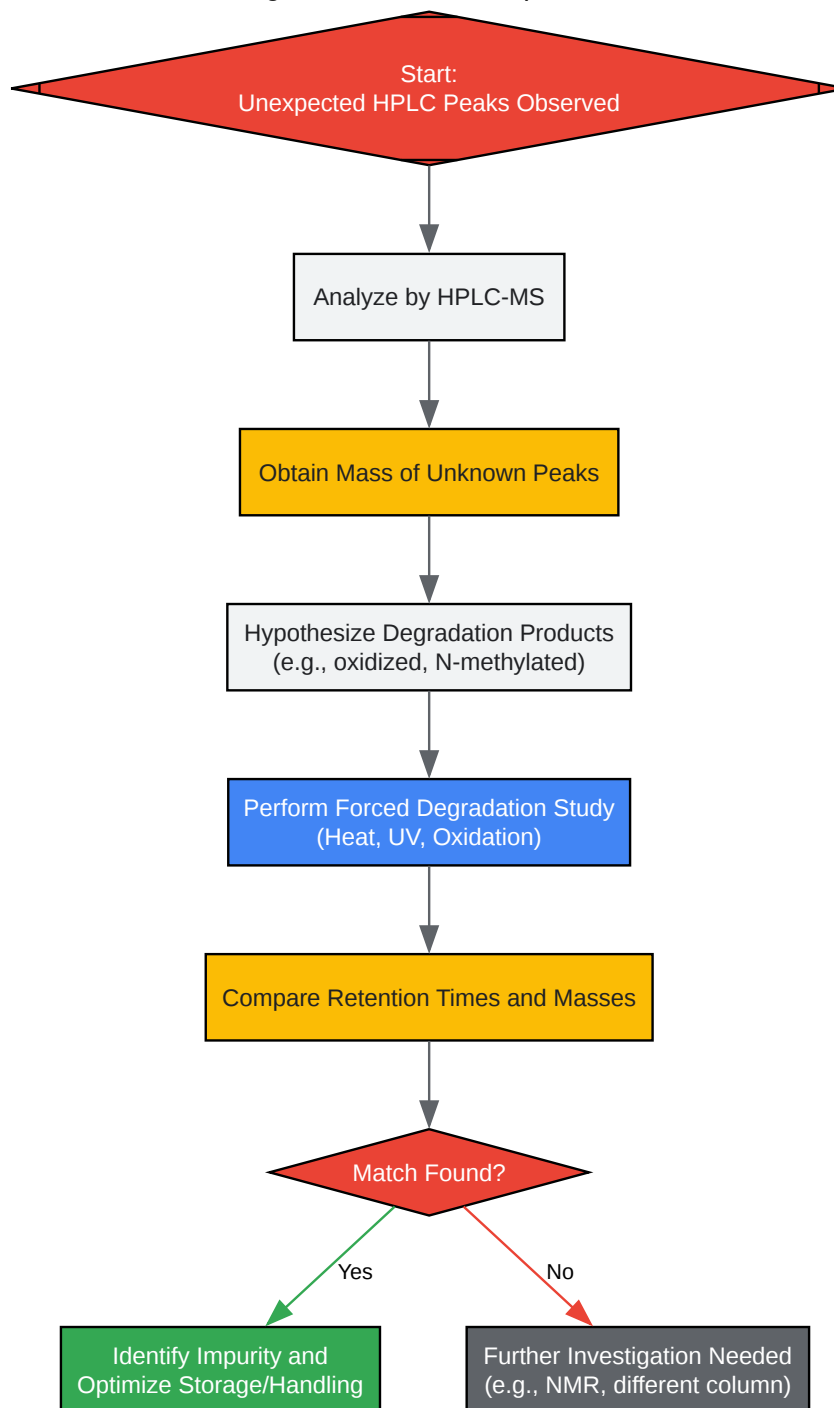 Start:
Unexpected HPLC Peaks Observed
Analyze by HPLC-MS
Obtain Mass of Unknown Peaks
Hypothesize Degradation Products
(e.g., oxidized, N-methylated)
Perform Forced Degradation Study
(Heat, UV, Oxidation)
Compare Retention Times and Masses
Match Found?
Yes
No
Identify Impurity and
Optimize Storage/Handling
Further Investigation Needed
(e.g., NMR, different column)